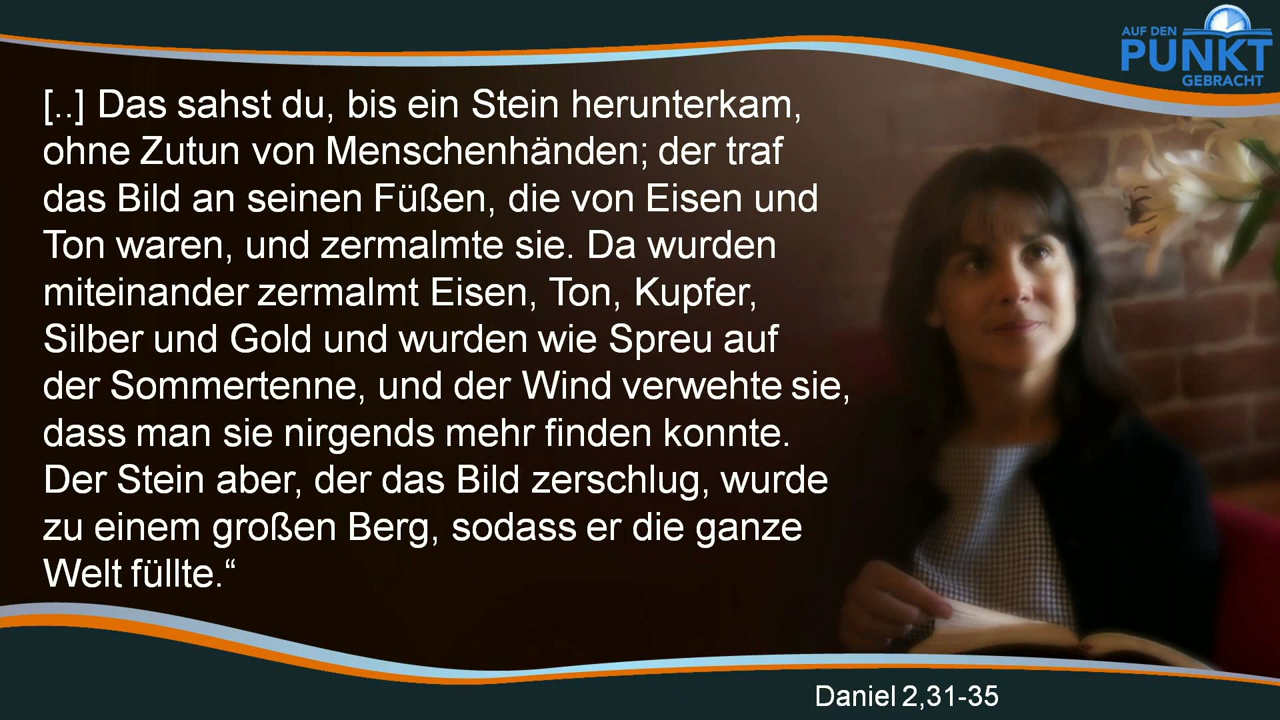 AUF DEN
PUNKT
GEBRACHT
[..] Das sahst du, bis ein Stein herunterkam,
ohne Zutun von Menschenhänden; der traf
das Bild an seinen Füßen, die von Eisen und
Ton waren, und zermalmte sie. Da wurden
miteinander zermalmt Eisen, Ton, Kupfer,
Silber und Gold und wurden wie Spreu auf
der Sommertenne, und der Wind verwehte sie,
dass man sie nirgends mehr finden konnte.
Der Stein aber, der das Bild zerschlug, wurde
zu einem großen Berg, sodass er die ganze
Welt füllte.“
Daniel 2,31-35